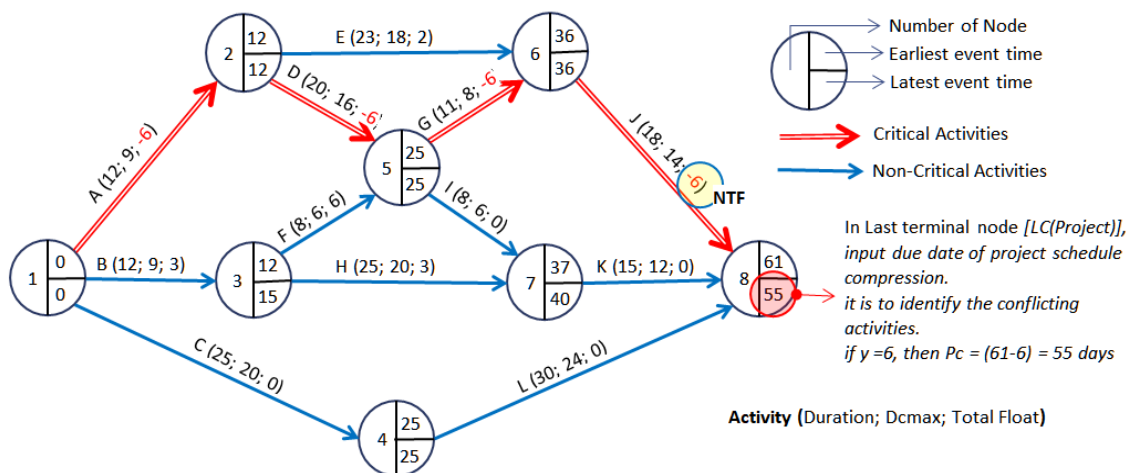 Number of Node
Earliest event time
Latest event time
Critical Activities
Non-Critical Activities
2
12
12
E (23; 18; 2)
6
36
36
A (12; 9; -6)
D (20; 16; -6)
G (11; 8; -6)
J (18; 14; -6)
NTF
5
25
25
F (8; 6; 6)
I (8; 6; 0)
1
0
0
B (12; 9; 3)
3
12
15
H (25; 20; 3)
7
37
40
K (15; 12; 0)
8
61
55
C (25; 20; 0)
L (30; 24; 0)
4
25
25
In Last terminal node [LC(Project)],
input due date of project schedule
compression.
it is to identify the conflicting
activities.
if y =6, then Pc = (61-6) = 55 days
Activity (Duration; Dcmax; Total Float)